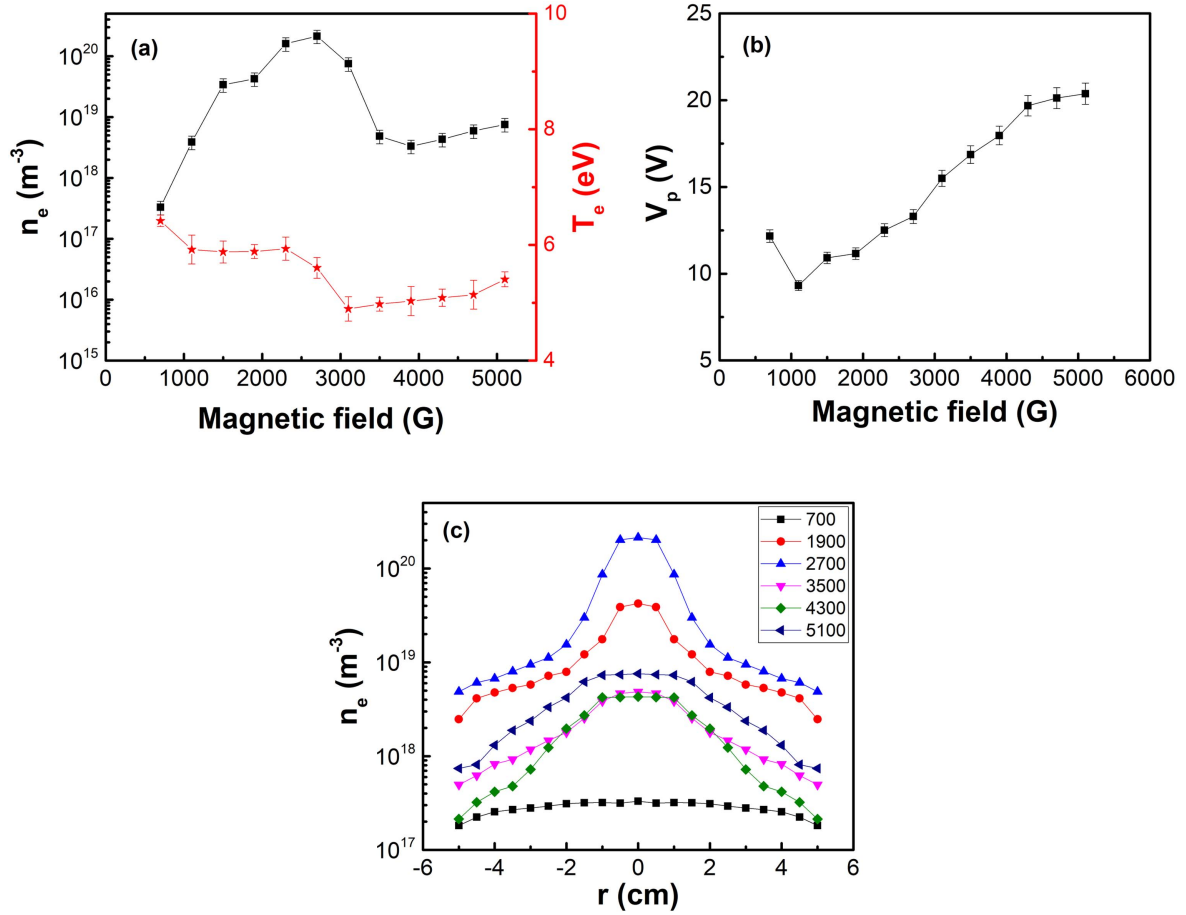 (a)
10^20
10^19
10^18
10^17
10^16
10^15
n_e (m^-3)
10
8
6
4
T_e (eV)
0 1000 2000 3000 4000 5000
Magnetic field (G)
(b)
25
20
15
10
5
V_p (V)
0 1000 2000 3000 4000 5000 6000
Magnetic field (G)
(c)
700
1900
2700
3500
4300
5100
10^20
10^19
10^18
10^17
n_e (m^-3)
-6 -4 -2 0 2 4 6
r (cm)